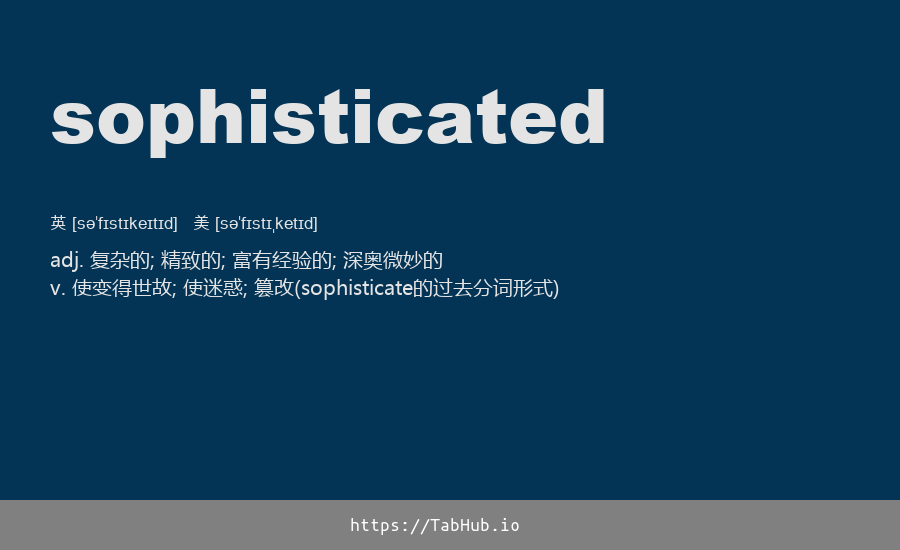 sophisticated
英 [səˈfɪstɪkeɪtɪd] 美 [səˈfɪstɪˌketɪd]
adj. 复杂的; 精致的; 富有经验的; 深奥微妙的
v. 使变得世故; 使迷惑; 篡改(sophisticate的过去分词形式)
https://TabHub.io